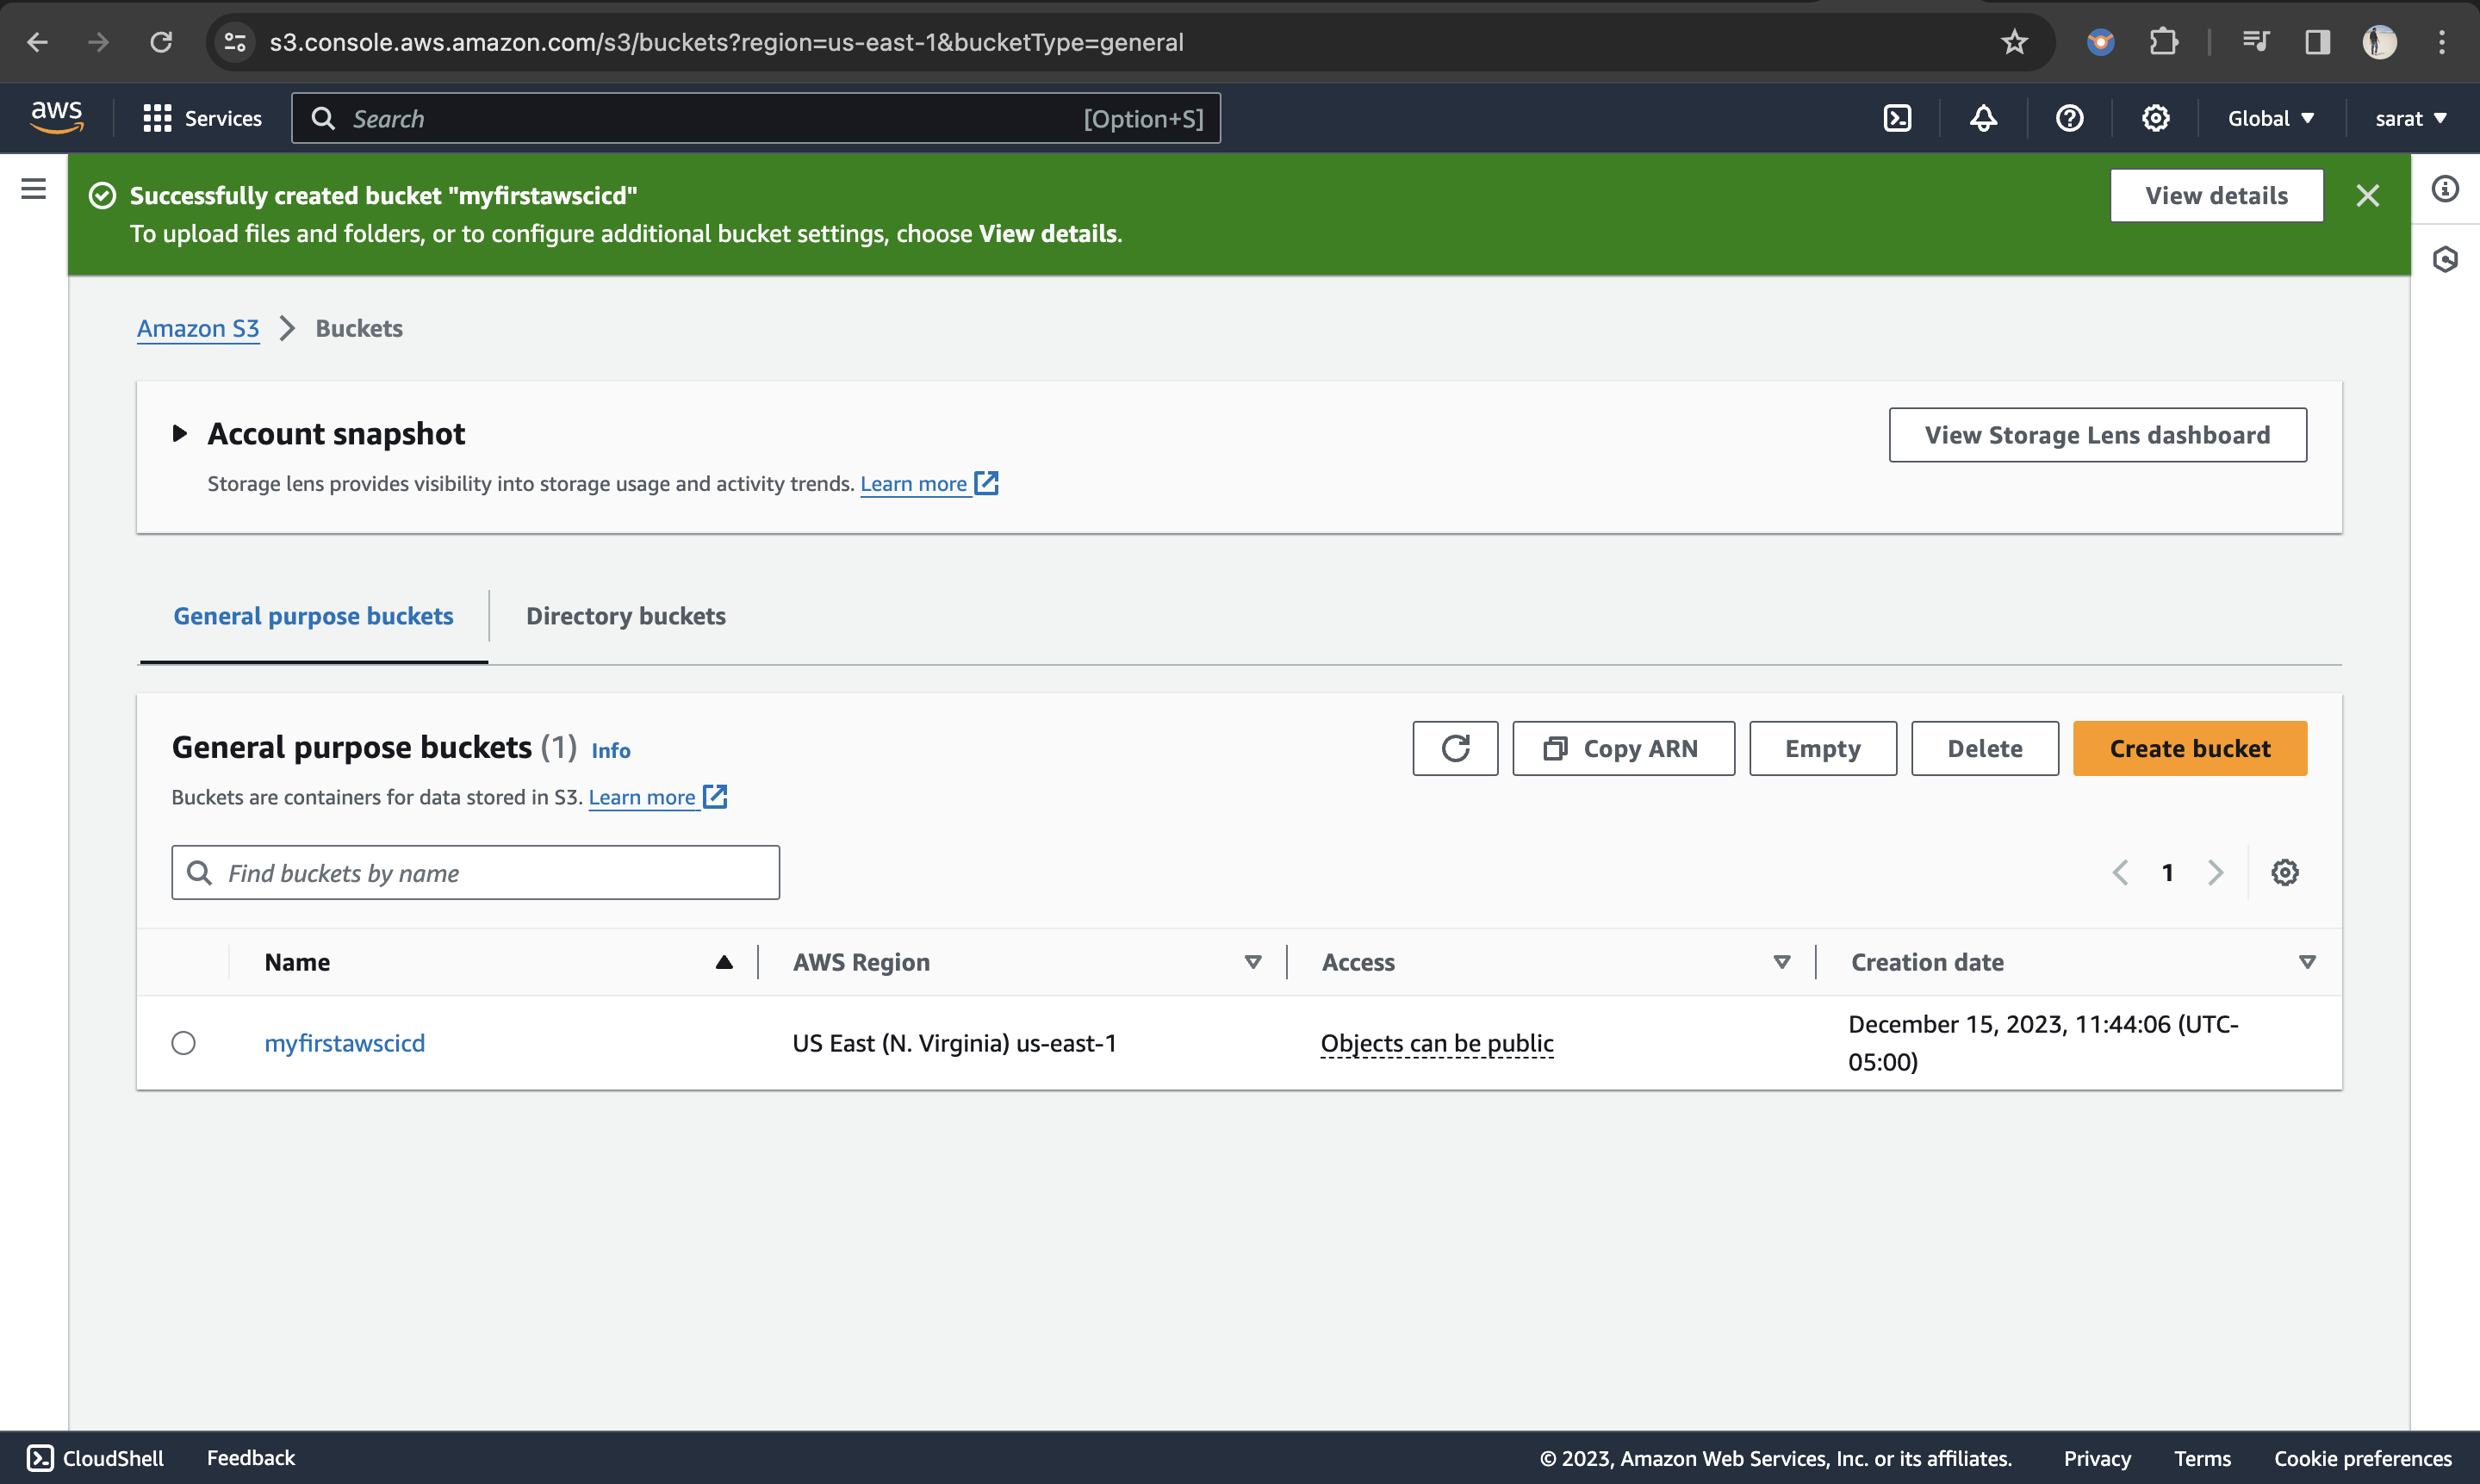 s3.console.aws.amazon.com/s3/buckets?region=us-east-1&bucketType=general
aws
Services
Search
[Option+S]
Global
sarat
Successfully created bucket "myfirstawscicd"
To upload files and folders, or to configure additional bucket settings, choose View details.
View details
Amazon S3
Buckets
Account snapshot
View Storage Lens dashboard
Storage lens provides visibility into storage usage and activity trends. Learn more
General purpose buckets
Directory buckets
General purpose buckets (1) Info
Copy ARN
Empty
Delete
Create bucket
Buckets are containers for data stored in S3. Learn more
Find buckets by name
1
Name
AWS Region
Access
Creation date
myfirstawscicd
US East (N. Virginia) us-east-1
Objects can be public
December 15, 2023, 11:44:06 (UTC-
05:00)
CloudShell
Feedback
© 2023, Amazon Web Services, Inc. or its affiliates.
Privacy
Terms
Cookie preferences